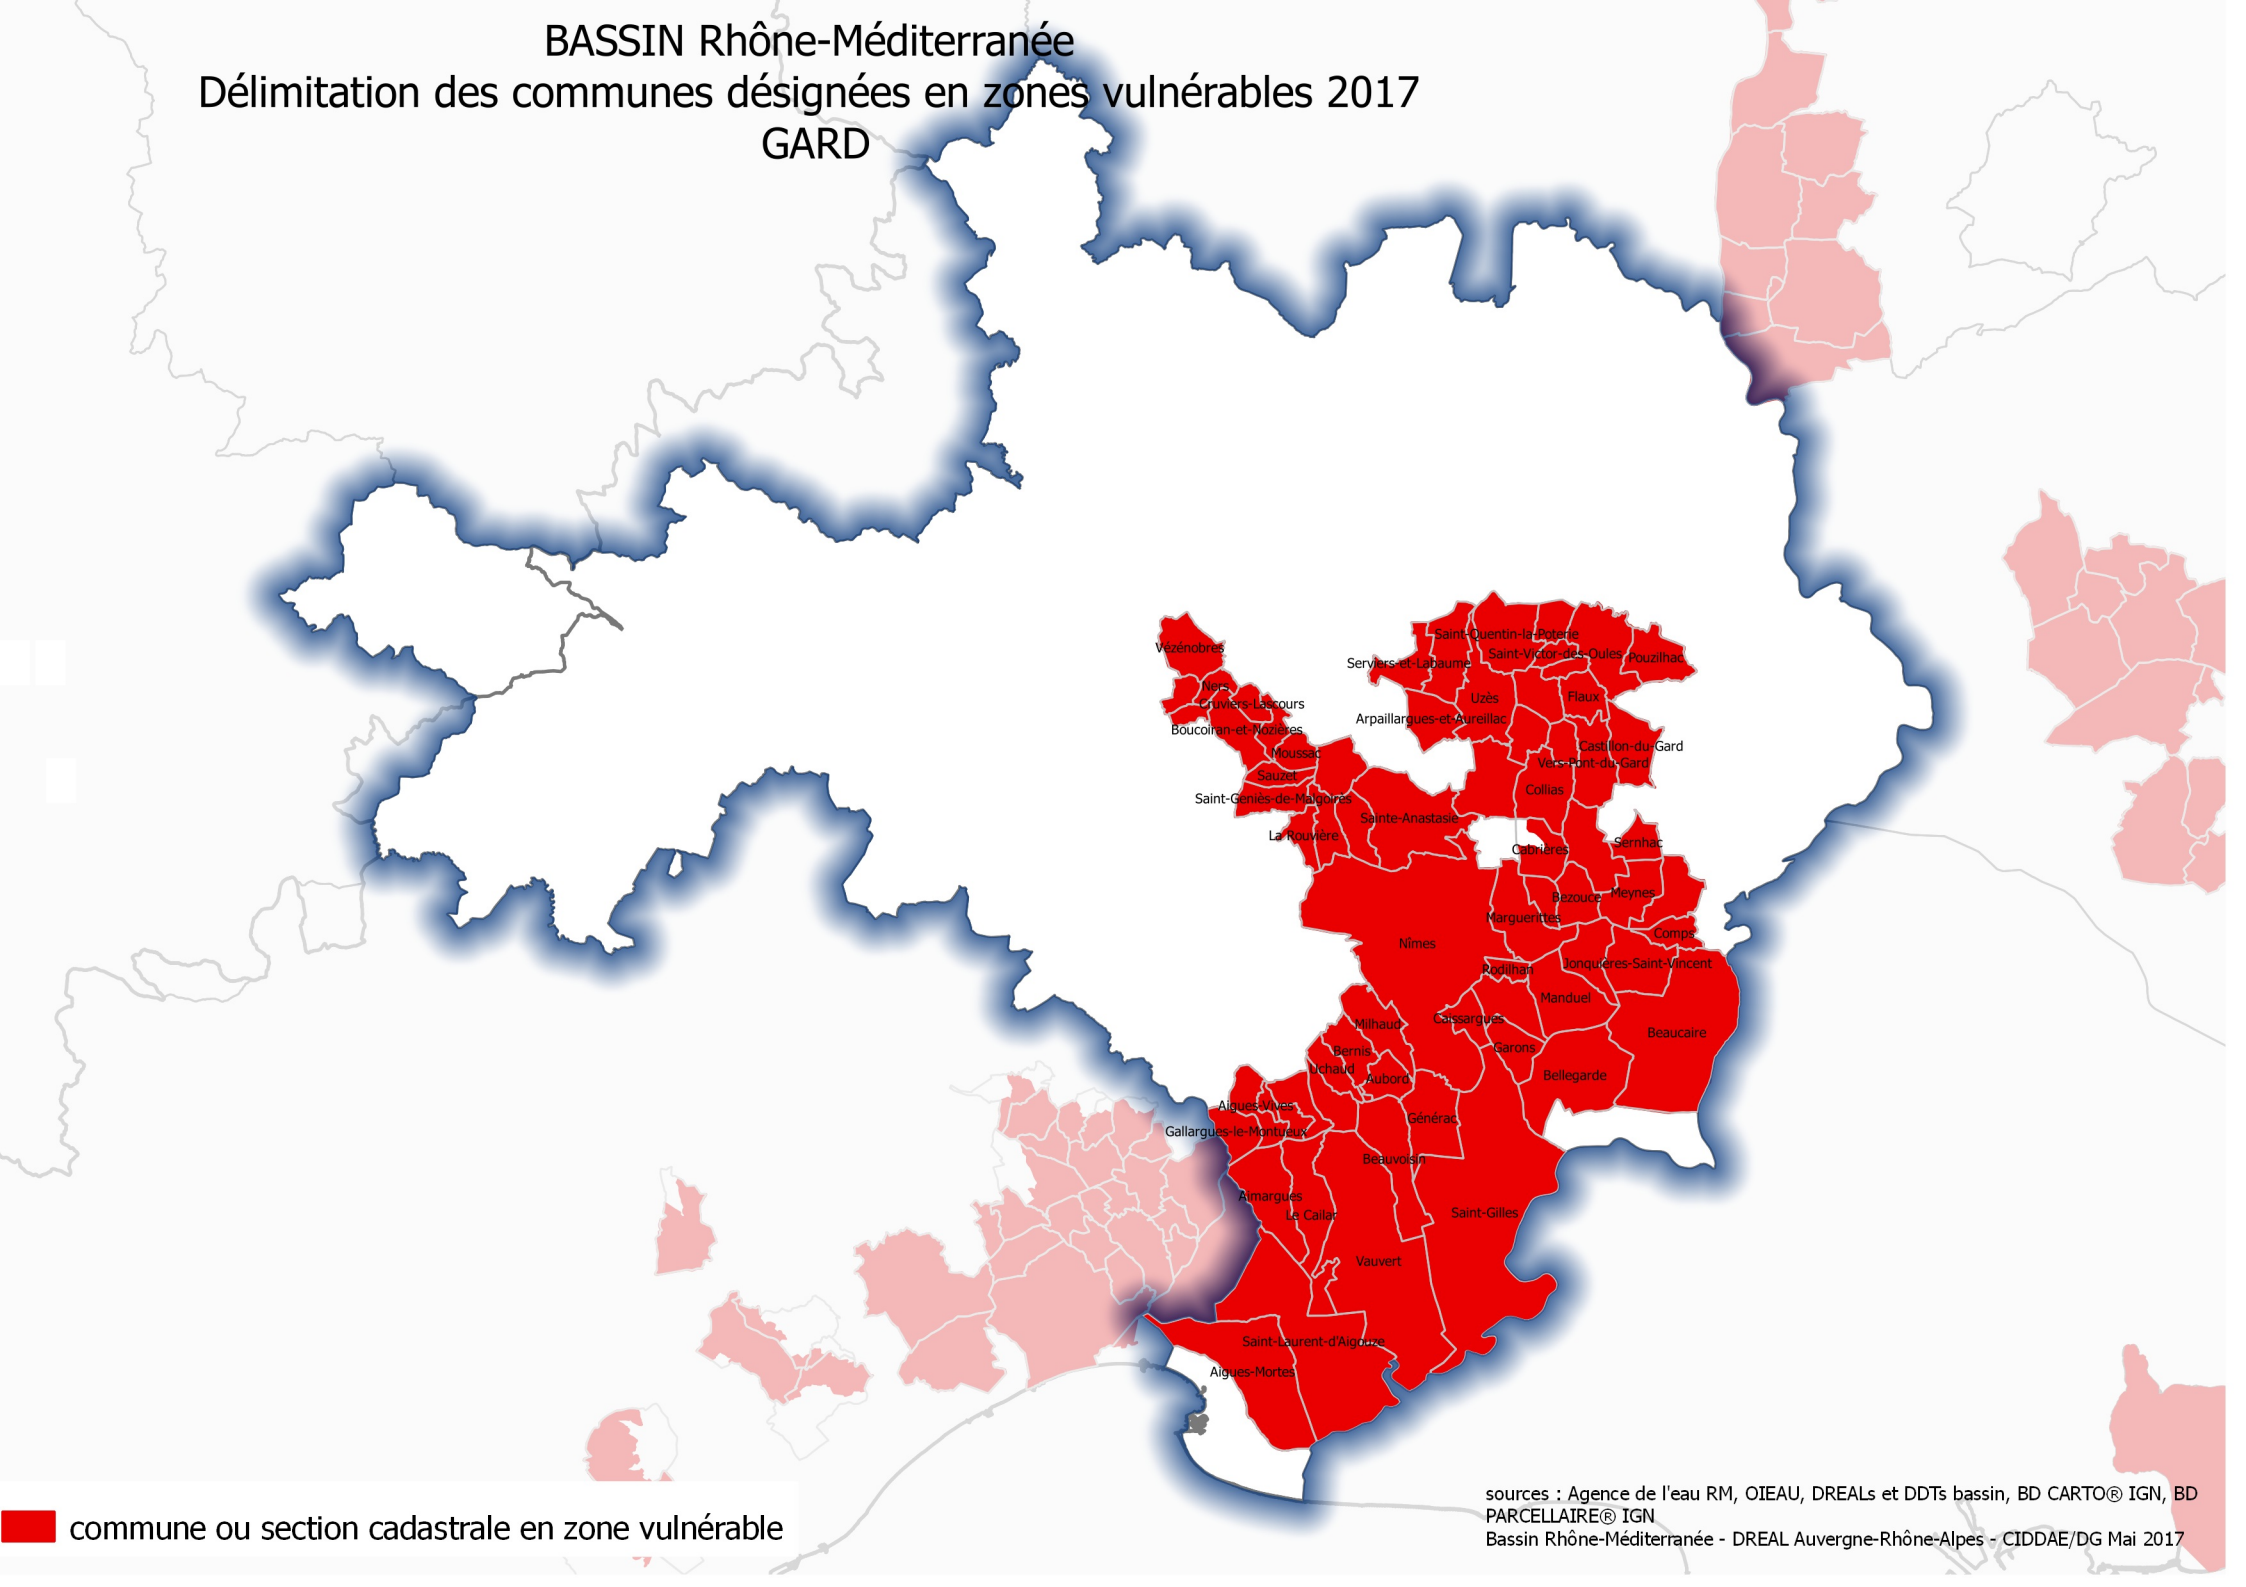 BASSIN Rhône-Méditerranée
Délimitation des communes désignées en zones vulnérables 2017
GARD
Saint-Quentin-la-Poterie
Vézénobres
Saint-Victor-des-Oules
Pouzilhac
Serviers-et-Labaume
Ners
Uzès
Flaux
Cruviers-Lascours
Arpaillargues-et-Aureillac
Boucoiran-et-Nozières
Castillon-du-Gard
Moussac
Vers-Pont-du-Gard
Sauzet
Collias
Saint-Geniès-de-Malgoirès
Sainte-Anastasie
La Rouvière
Sernhac
Cabrières
Meynes
Bezouce
Marguerittes
Comps
Nîmes
Jonquières-Saint-Vincent
Rodilhan
Manduel
Caissargues
Milhaud
Beaucaire
Garons
Bernis
Uchaud
Bellegarde
Aubord
Aigues-Vives
Générac
Gallargues-le-Montueux
Beauvoisin
Aimargues
Le Cailar
Saint-Gilles
Vauvert
Saint-Laurent-d'Aigouze
Aigues-Mortes
sources : Agence de l'eau RM, OIEAU, DREALs et DDTs bassin, BD CARTO® IGN, BD
PARCELLAIRE® IGN
commune ou section cadastrale en zone vulnérable
Bassin Rhône-Méditerranée - DREAL Auvergne-Rhône-Alpes - CIDDAE/DG Mai 2017